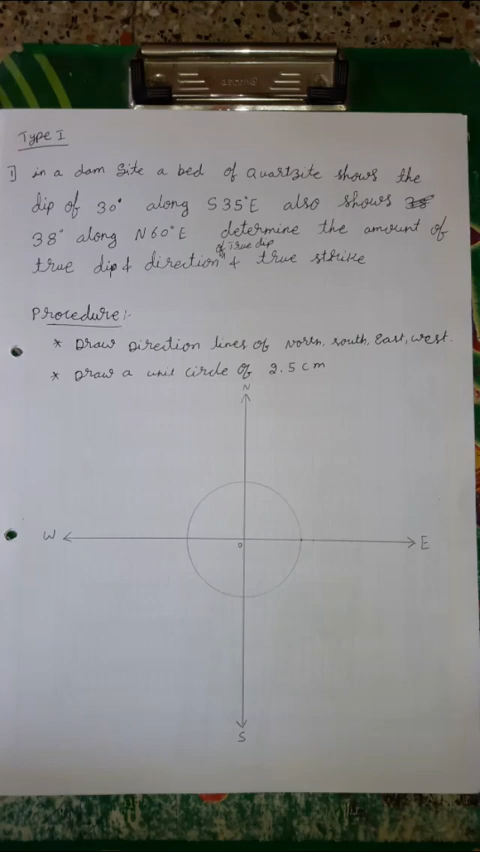 Type I
1] in a dam site a bed of Quartzite shows the
dip of 30° along S35°E also shows
38° along N60°E determine the amount of
of True dip
true dip & direction & true strike
Procedure:-
* Draw Direction lines of North, south, East, west.
* Draw a unit circle of 2.5 cm
N
W
E
o
S